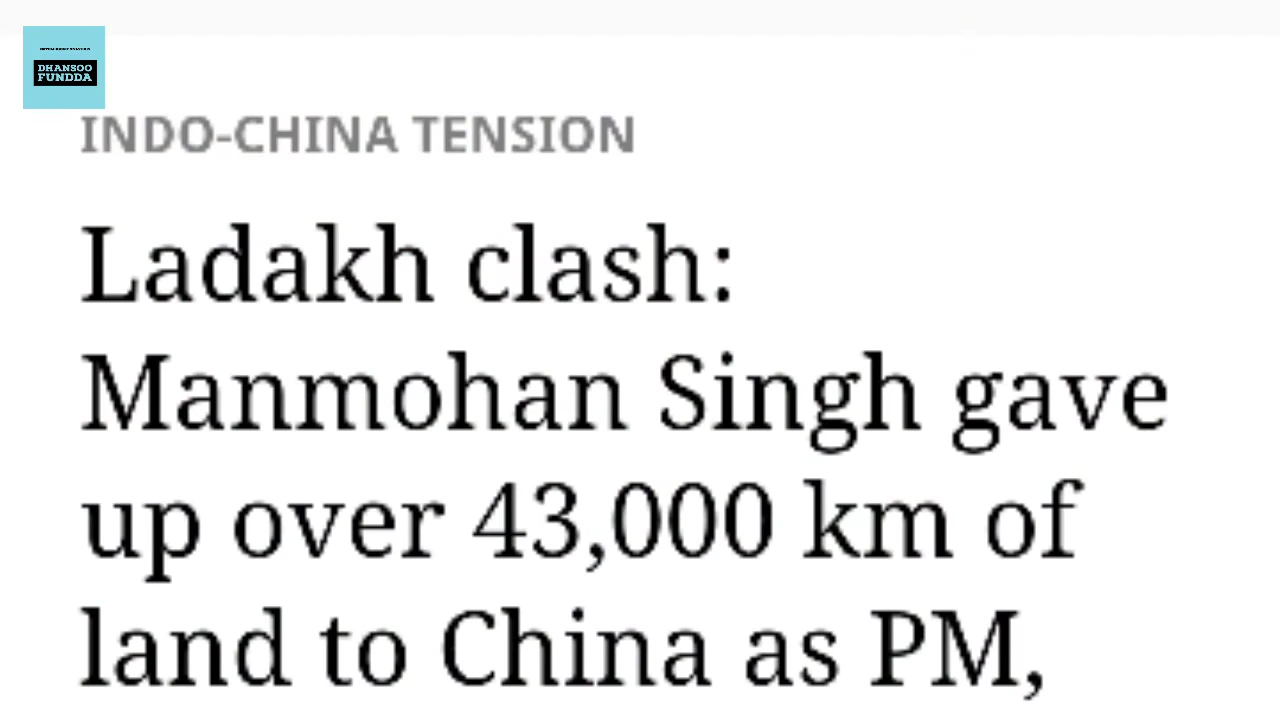 DHANSOO
FUNDDA
INDO-CHINA TENSION
Ladakh clash:
Manmohan Singh gave
up over 43,000 km of
land to China as PM,